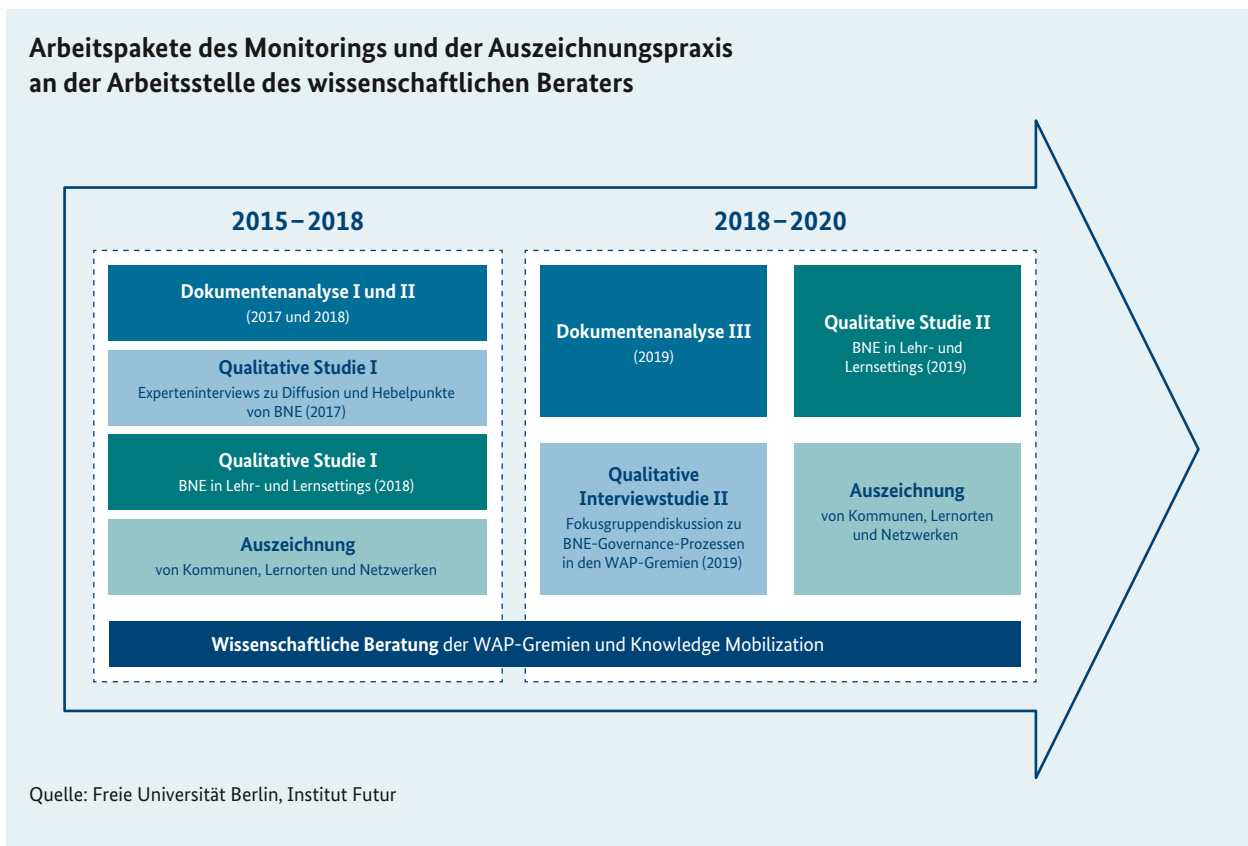 Arbeitspakete des Monitorings und der Auszeichnungspraxis
an der Arbeitsstelle des wissenschaftlichen Beraters
2015–2018
Dokumentenanalyse I und II
(2017 und 2018)
Qualitative Studie I
Experteninterviews zu Diffusion und Hebelpunkte
von BNE (2017)
Qualitative Studie I
BNE in Lehr- und Lernsettings (2018)
Auszeichnung
von Kommunen, Lernorten und Netzwerken
2018–2020
Dokumentenanalyse III
(2019)
Qualitative Studie II
BNE in Lehr- und
Lernsettings (2019)
Qualitative
Interviewstudie II
Fokusgruppendiskussion zu
BNE-Governance-Prozessen
in den WAP-Gremien (2019)
Auszeichnung
von Kommunen, Lernorten
und Netzwerken
Wissenschaftliche Beratung der WAP-Gremien und Knowledge Mobilization
Quelle: Freie Universität Berlin, Institut Futur